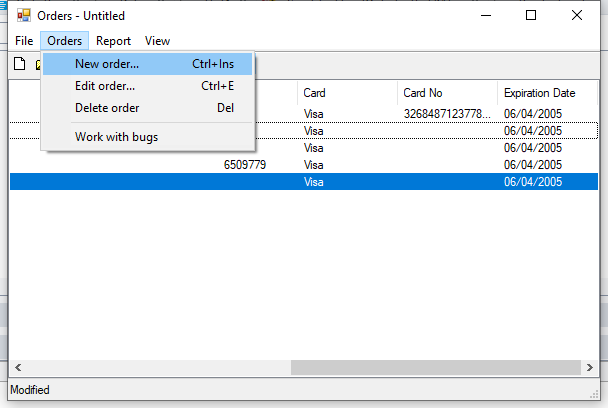 Orders - Untitled
File Orders Report View
New order... Ctrl+Ins
Edit order... Ctrl+E
Delete order Del
Work with bugs
Card Card No Expiration Date
Visa 3268487123778... 06/04/2005
Visa 06/04/2005
Visa 06/04/2005
6509779 Visa 06/04/2005
Visa 06/04/2005
Modified